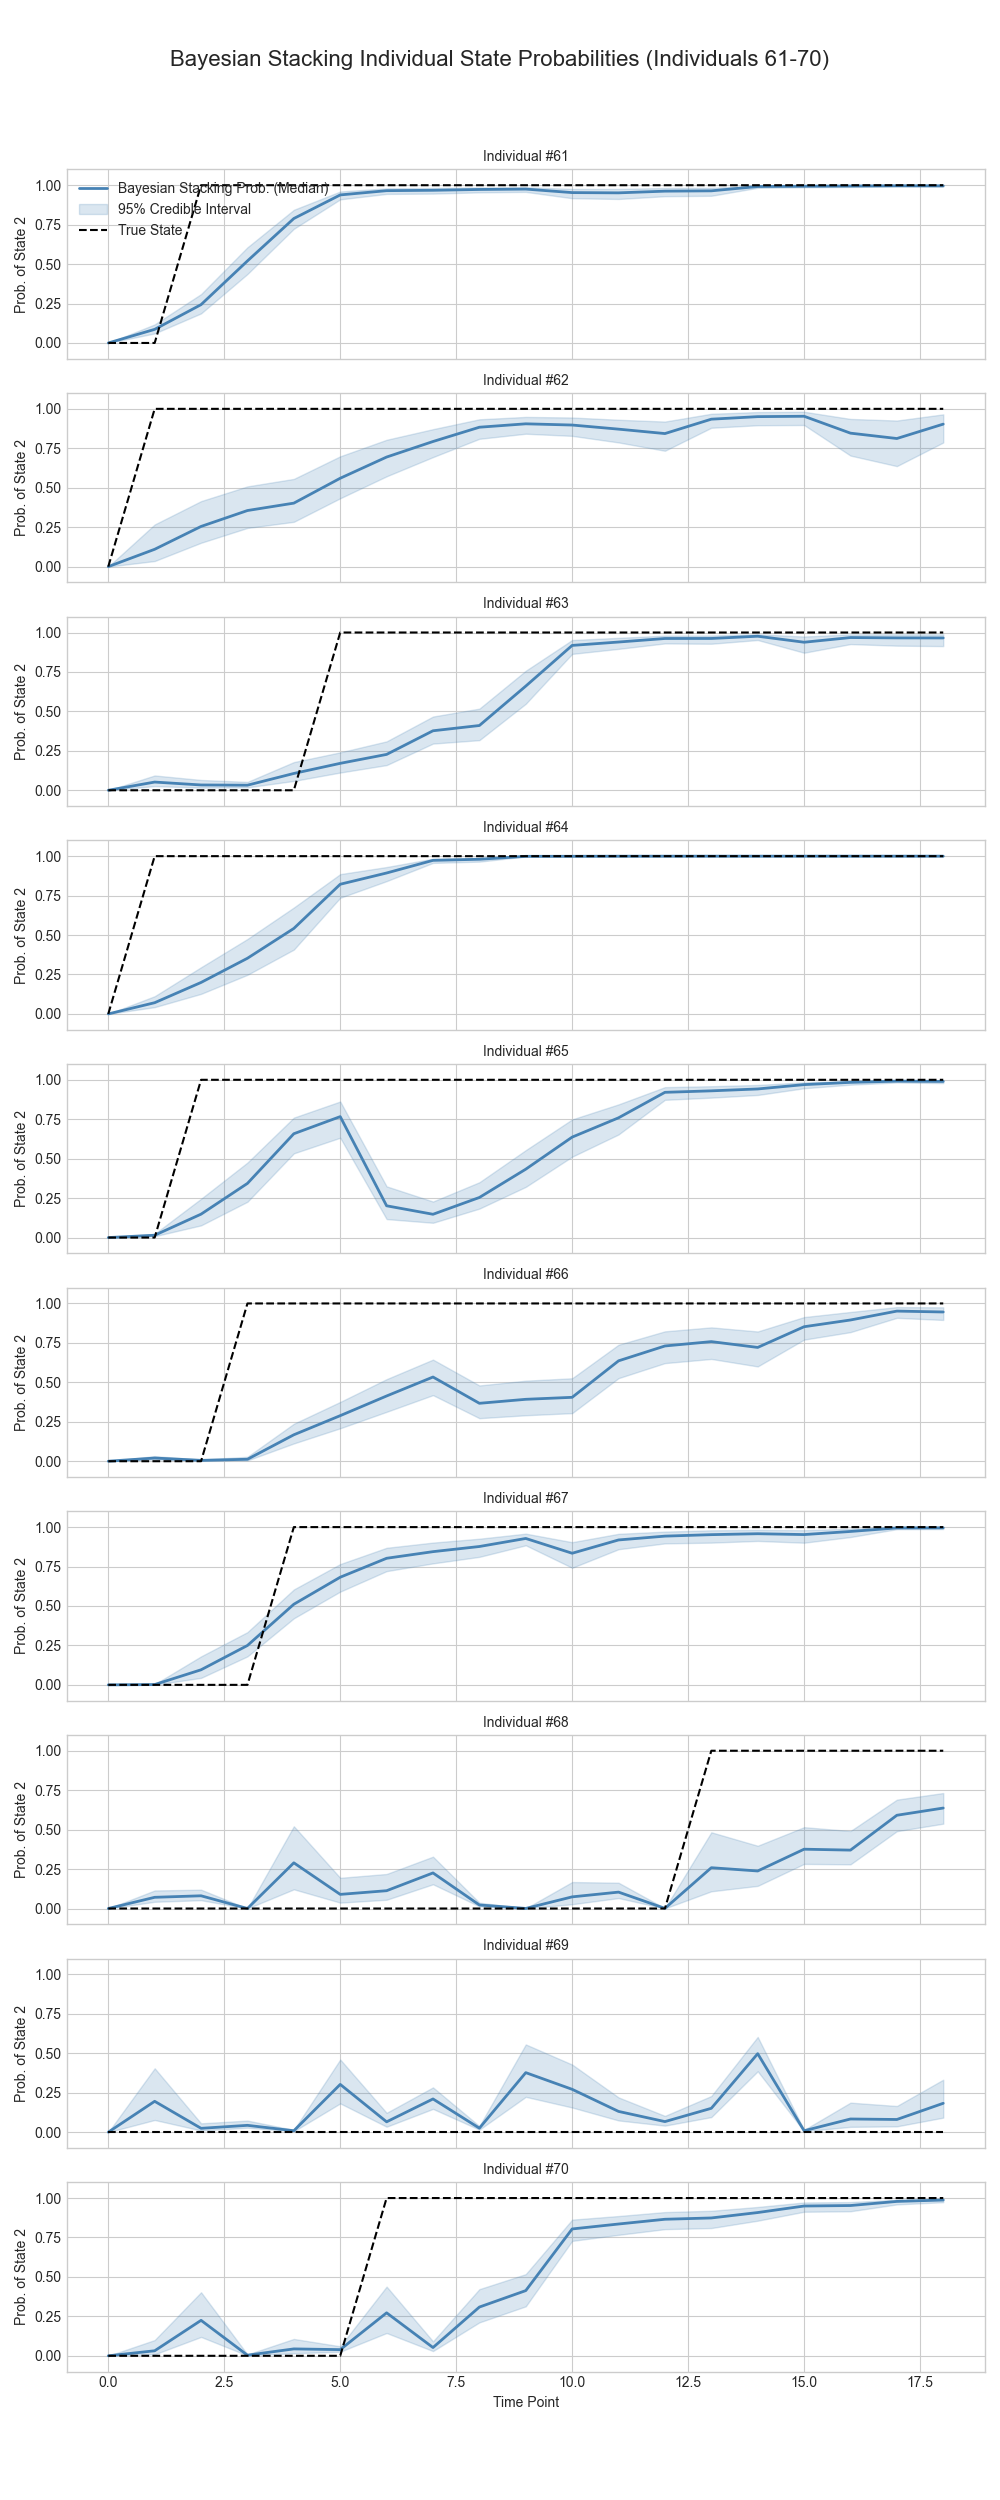 Bayesian Stacking Individual State Probabilities (Individuals 61-70)
Individual #61
Bayesian Stacking Prob. (Median)
95% Credible Interval
True State
Prob. of State 2
1.00
0.75
0.50
0.25
0.00
Individual #62
Prob. of State 2
1.00
0.75
0.50
0.25
0.00
Individual #63
Prob. of State 2
1.00
0.75
0.50
0.25
0.00
Individual #64
Prob. of State 2
1.00
0.75
0.50
0.25
0.00
Individual #65
Prob. of State 2
1.00
0.75
0.50
0.25
0.00
Individual #66
Prob. of State 2
1.00
0.75
0.50
0.25
0.00
Individual #67
Prob. of State 2
1.00
0.75
0.50
0.25
0.00
Individual #68
Prob. of State 2
1.00
0.75
0.50
0.25
0.00
Individual #69
Prob. of State 2
1.00
0.75
0.50
0.25
0.00
Individual #70
Prob. of State 2
1.00
0.75
0.50
0.25
0.00
0.0 2.5 5.0 7.5 10.0 12.5 15.0 17.5
Time Point